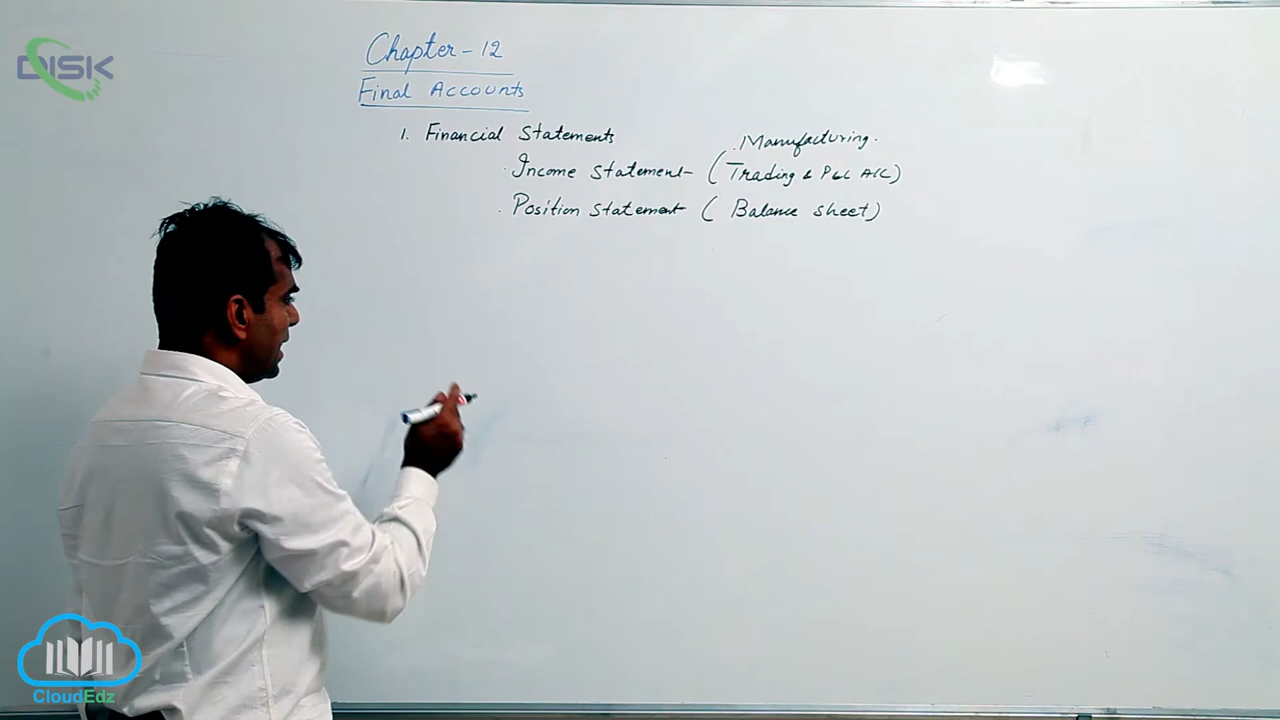 DISK
Chapter-12
Final Accounts
1. Financial Statements
Manufacturing.
Income Statement- (Trading & P&L A/C)
Position Statement (Balance sheet)
CloudEdz